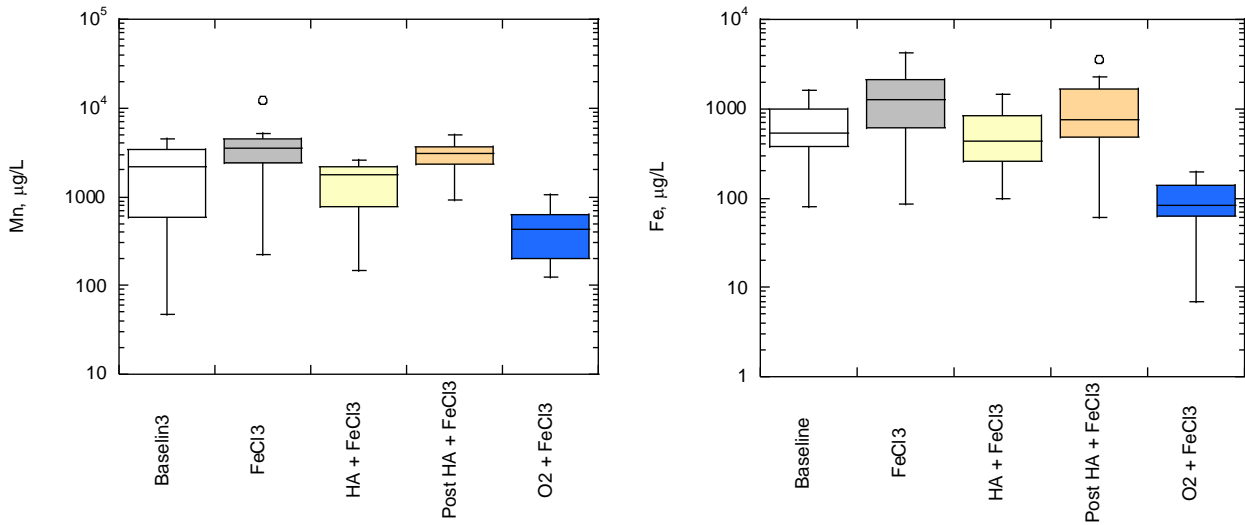 10^5
10^4
1000
100
10
Mn, µg/L
Baselin3
FeCl3
HA + FeCl3
Post HA + FeCl3
O2 + FeCl3
10^4
1000
100
10
1
Fe, µg/L
Baseline
FeCl3
HA + FeCl3
Post HA + FeCl3
O2 + FeCl3